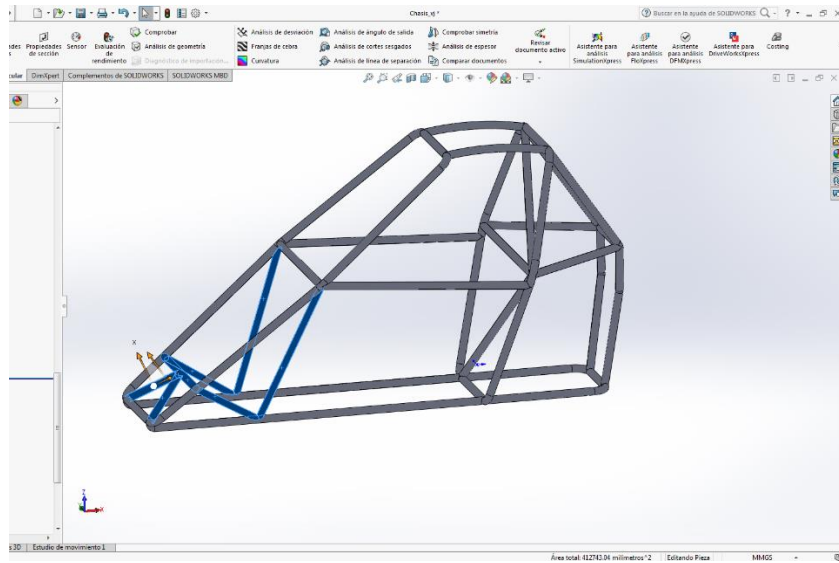 Chasis_vj *
Buscar en la ayuda de SOLIDWORKS
Propiedades de sección
Sensor
Evaluación de rendimiento
Comprobar
Análisis de geometría
Diagnóstico de importación...
Análisis de desviación
Franjas de cebra
Curvatura
Análisis de ángulo de salida
Análisis de cortes sesgados
Análisis de línea de separación
Comprobar simetría
Análisis de espesor
Comparar documentos
Revisar documento activo
Asistente para análisis SimulationXpress
Asistente para análisis FloXpress
Asistente para análisis DFMXpress
Asistente para DriveWorksXpress
Costing
DimXpert
Complementos de SOLIDWORKS
SOLIDWORKS MBD
X
Z
X
3D
Estudio de movimiento 1
Área total: 412743.04 milímetros^2
Editando Pieza
MMGS